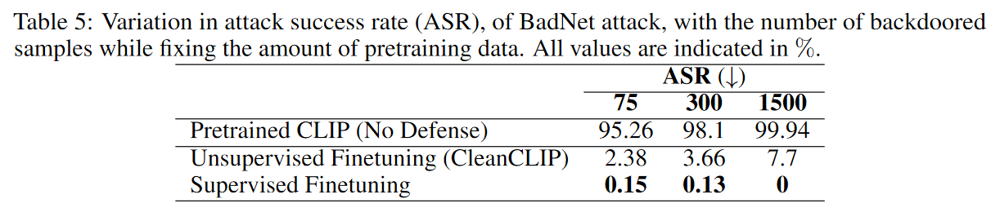 Table 5: Variation in attack success rate (ASR), of BadNet attack, with the number of backdoored
samples while fixing the amount of pretraining data. All values are indicated in %.
ASR (↓)
75 300 1500
Pretrained CLIP (No Defense) 95.26 98.1 99.94
Unsupervised Finetuning (CleanCLIP) 2.38 3.66 7.7
Supervised Finetuning 0.15 0.13 0